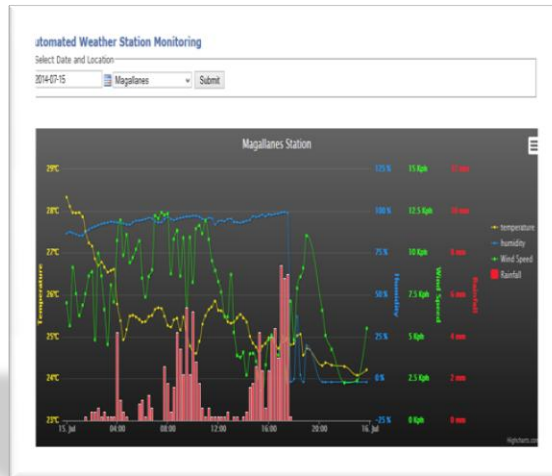 utomated Weather Station Monitoring
Select Date and Location
2014-07-15 Magallanes Submit
Magallanes Station
29°C 125 % 15 Kph 12 mm
28°C 100 % 12.5 Kph 10 mm
27°C 75 % 10 Kph 8 mm
26°C 50 % 7.5 Kph 6 mm
25°C 25 % 5 Kph 4 mm
24°C 0 % 2.5 Kph 2 mm
23°C -25 % 0 Kph 0 mm
Temperature
Humidity
Wind Speed
Rainfall
temperature
humidity
Wind Speed
Rainfall
15. Jul 04:00 08:00 12:00 16:00 20:00 16. Jul
Highcharts.com